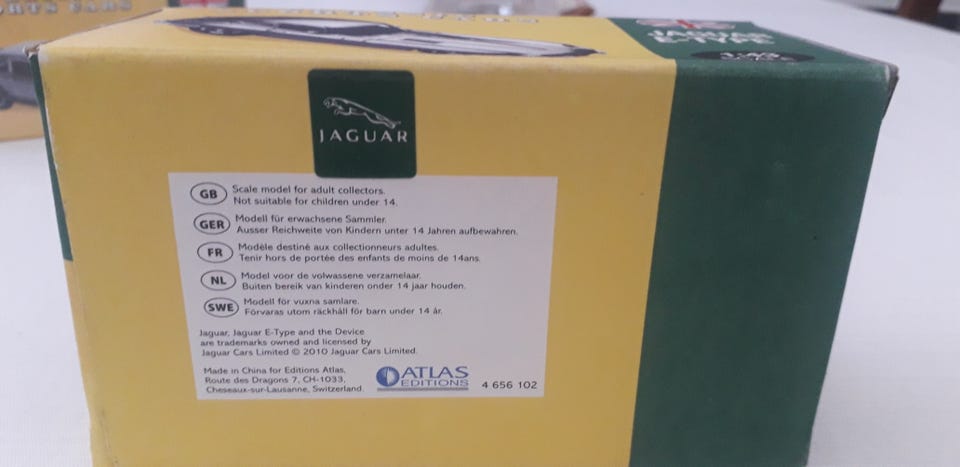 JAGUAR
E-TYPE
1:43
JAGUAR
GB Scale model for adult collectors.
Not suitable for children under 14.
GER Modell für erwachsene Sammler.
Ausser Reichweite von Kindern unter 14 Jahren aufbewahren.
FR Modèle destiné aux collectionneurs adultes.
Tenir hors de portée des enfants de moins de 14ans.
NL Model voor de volwassene verzamelaar.
Buiten bereik van kinderen onder 14 jaar houden.
SWE Modell för vuxna samlare.
Förvaras utom räckhåll för barn under 14 år.
Jaguar, Jaguar E-Type and the Device
are trademarks owned and licensed by
Jaguar Cars Limited © 2010 Jaguar Cars Limited.
Made in China for Editions Atlas,
Route des Dragons 7, CH-1033,
Cheseaux-sur-Lausanne, Switzerland.
ATLAS
EDITIONS
4 656 102